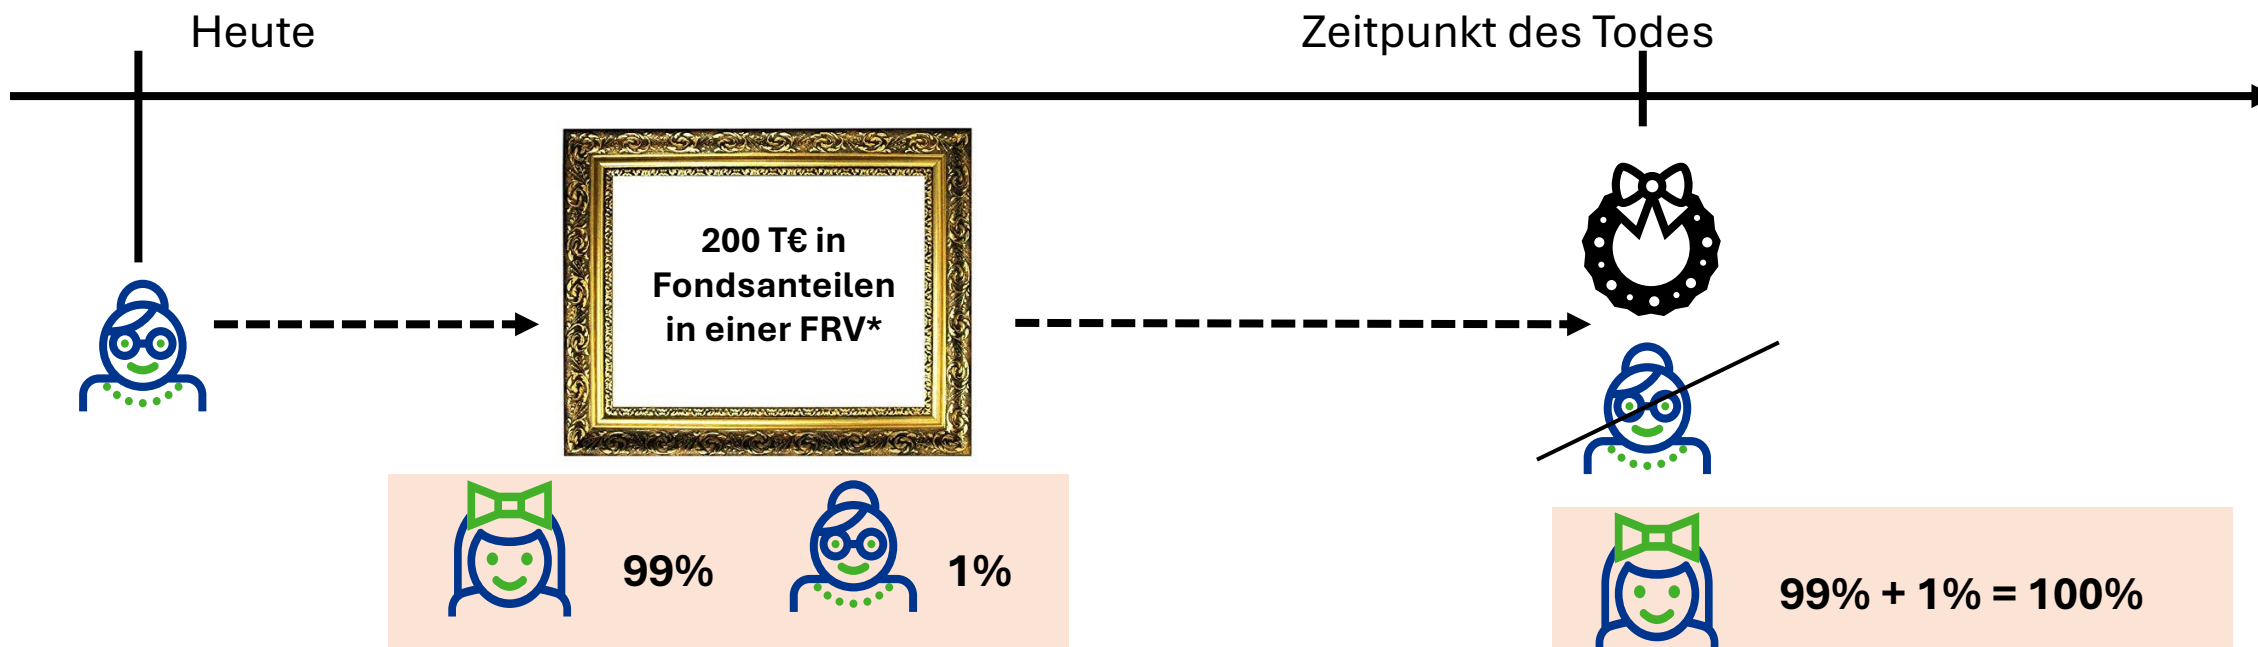 Heute
Zeitpunkt des Todes
200 T€ in
Fondsanteilen
in einer FRV*
99%
1%
99% + 1% = 100%